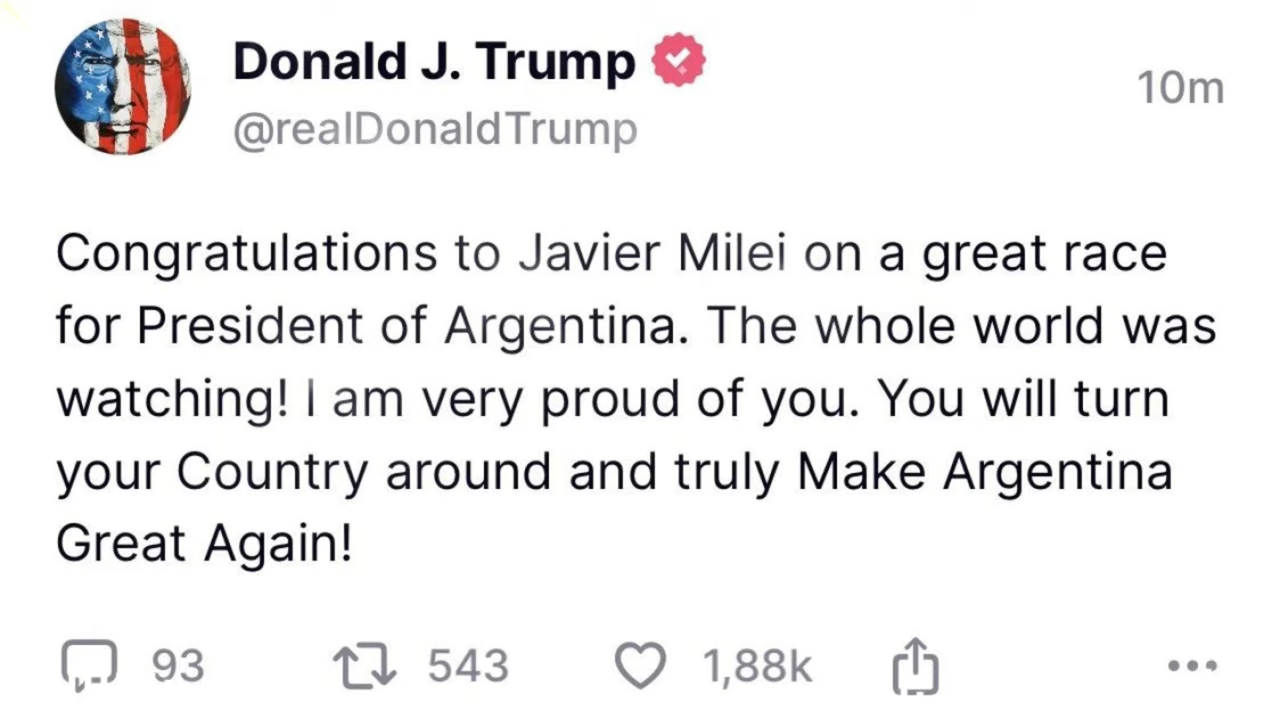 Donald J. Trump
@realDonaldTrump
10m
Congratulations to Javier Milei on a great race
for President of Argentina. The whole world was
watching! I am very proud of you. You will turn
your Country around and truly Make Argentina
Great Again!
93 543 1,88k